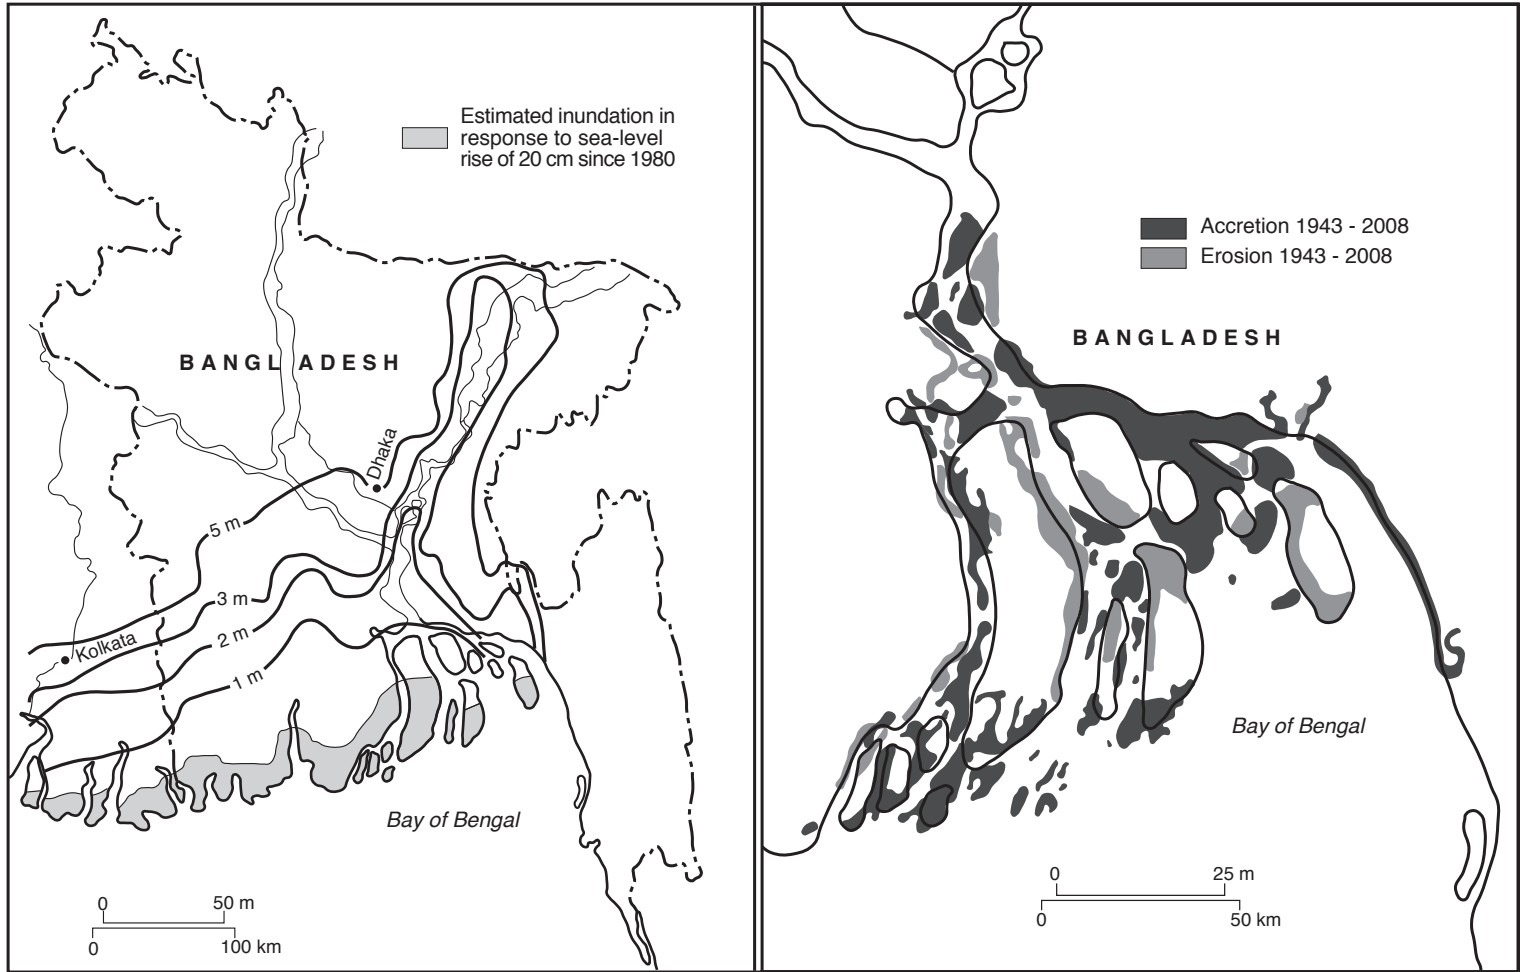 Estimated inundation in
response to sea-level
rise of 20 cm since 1980
BANGLADESH
Dhaka
5 m
3 m
2 m
1 m
Kolkata
Bay of Bengal
0 50 m
0 100 km
Accretion 1943 - 2008
Erosion 1943 - 2008
BANGLADESH
Bay of Bengal
0 25 m
0 50 km